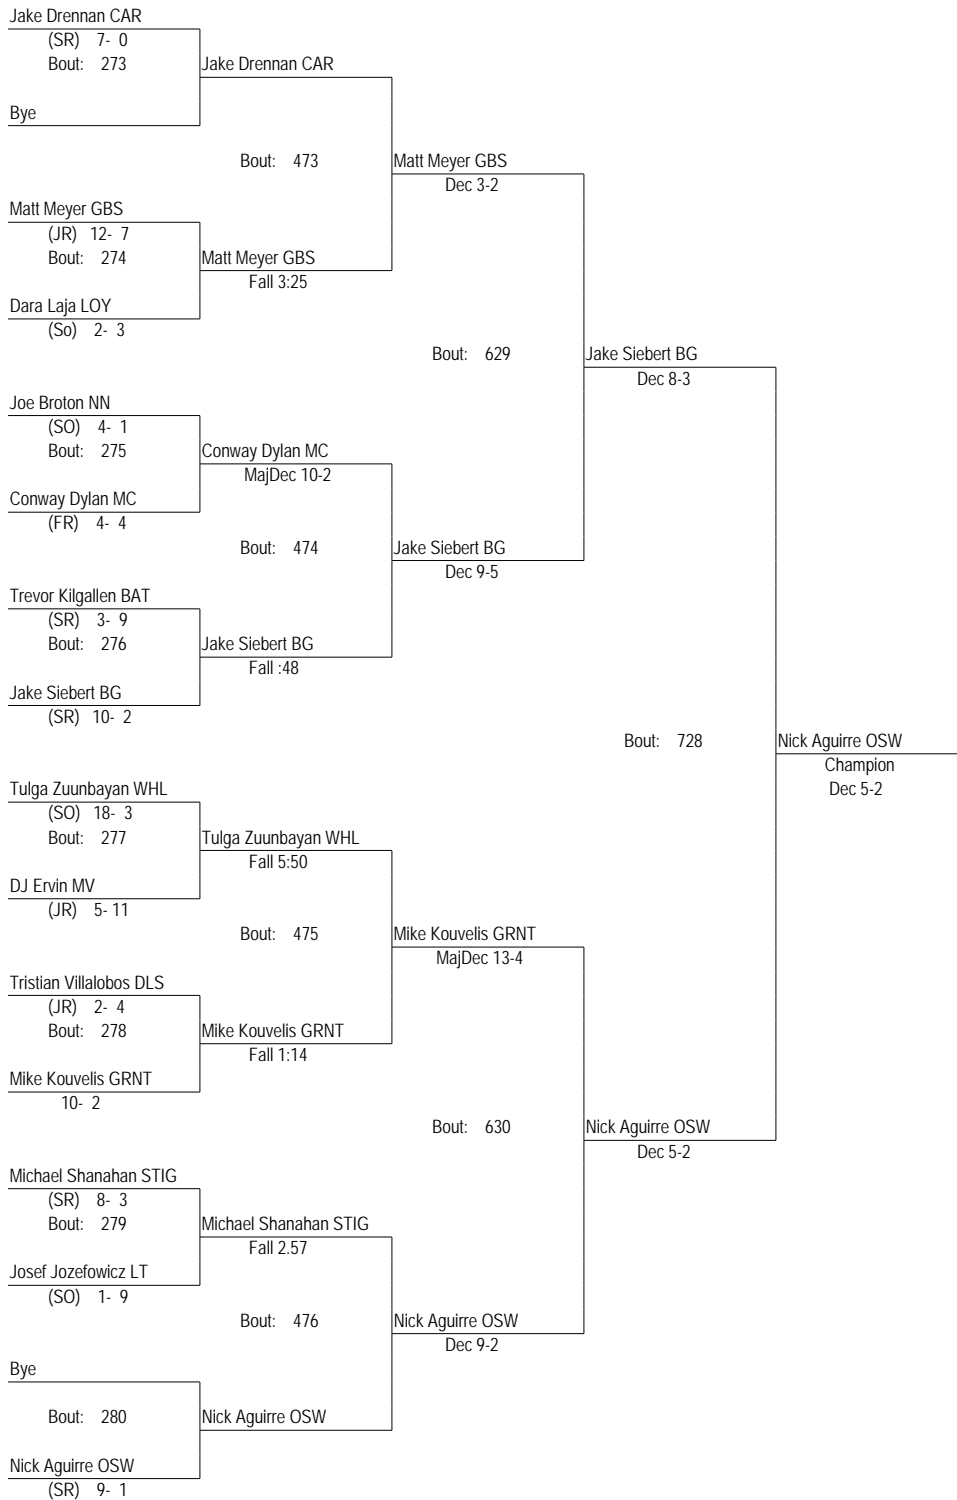 Jake Drennan CAR
(SR) 7- 0
Bout: 273
Jake Drennan CAR
Bye
Bout: 473
Matt Meyer GBS
Dec 3-2
Matt Meyer GBS
(JR) 12- 7
Bout: 274
Matt Meyer GBS
Fall 3:25
Dara Laja LOY
(So) 2- 3
Bout: 629
Jake Siebert BG
Dec 8-3
Joe Broton NN
(SO) 4- 1
Bout: 275
Conway Dylan MC
MajDec 10-2
Conway Dylan MC
(FR) 4- 4
Bout: 474
Jake Siebert BG
Dec 9-5
Trevor Kilgallen BAT
(SR) 3- 9
Bout: 276
Jake Siebert BG
Fall :48
Jake Siebert BG
(SR) 10- 2
Bout: 728
Nick Aguirre OSW
Champion
Dec 5-2
Tulga Zuunbayan WHL
(SO) 18- 3
Bout: 277
Tulga Zuunbayan WHL
Fall 5:50
DJ Ervin MV
(JR) 5- 11
Bout: 475
Mike Kouvelis GRNT
MajDec 13-4
Tristian Villalobos DLS
(JR) 2- 4
Bout: 278
Mike Kouvelis GRNT
Fall 1:14
Mike Kouvelis GRNT
10- 2
Bout: 630
Nick Aguirre OSW
Dec 5-2
Michael Shanahan STIG
(SR) 8- 3
Bout: 279
Michael Shanahan STIG
Fall 2.57
Josef Jozefowicz LT
(SO) 1- 9
Bout: 476
Nick Aguirre OSW
Dec 9-2
Bye
Bout: 280
Nick Aguirre OSW
Nick Aguirre OSW
(SR) 9- 1